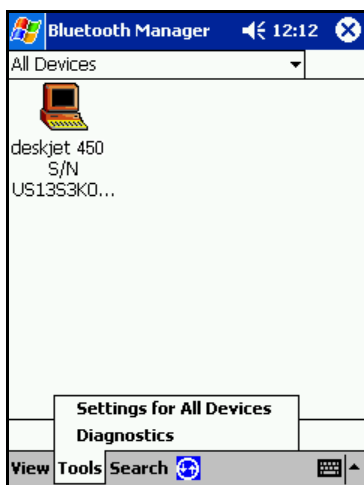 Bluetooth Manager 12:12
All Devices
deskjet 450
S/N
US13S3K0...
Settings for All Devices
Diagnostics
View Tools Search